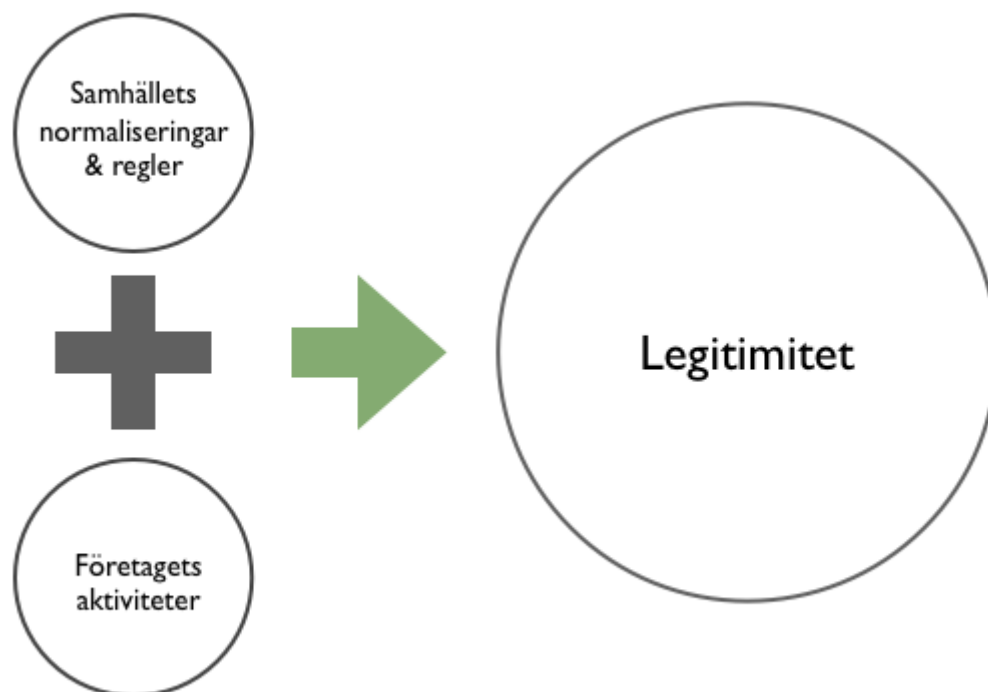 Samhällets
normaliseringar
& regler
Legitimitet
Företagets
aktiviteter